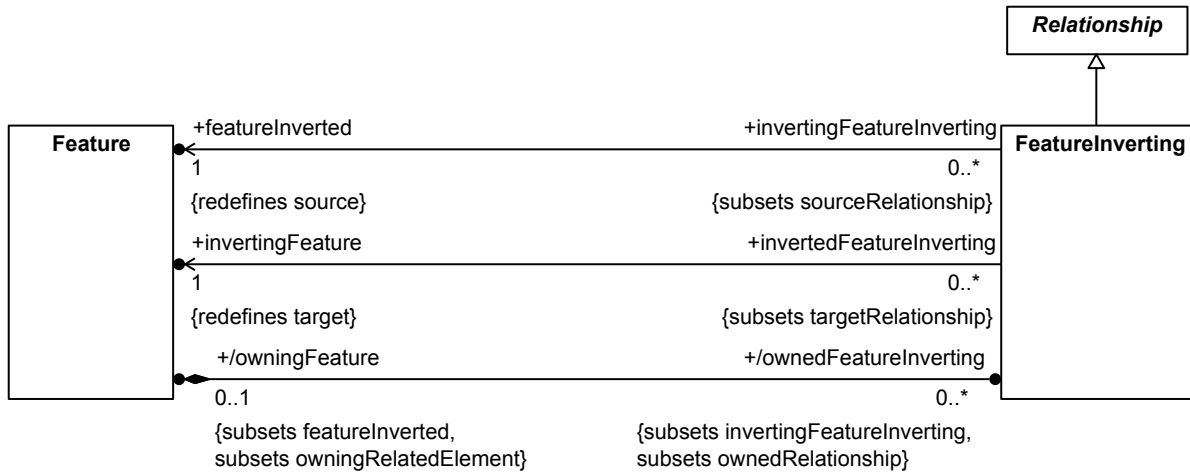 Relationship
+featureInverted +invertingFeatureInverting
Feature FeatureInverting
1 0..*
{redefines source} {subsets sourceRelationship}
+invertingFeature +invertedFeatureInverting
1 0..*
{redefines target} {subsets targetRelationship}
+/owningFeature +/ownedFeatureInverting
0..1 0..*
{subsets featureInverted, {subsets invertingFeatureInverting,
subsets owningRelatedElement} subsets ownedRelationship}